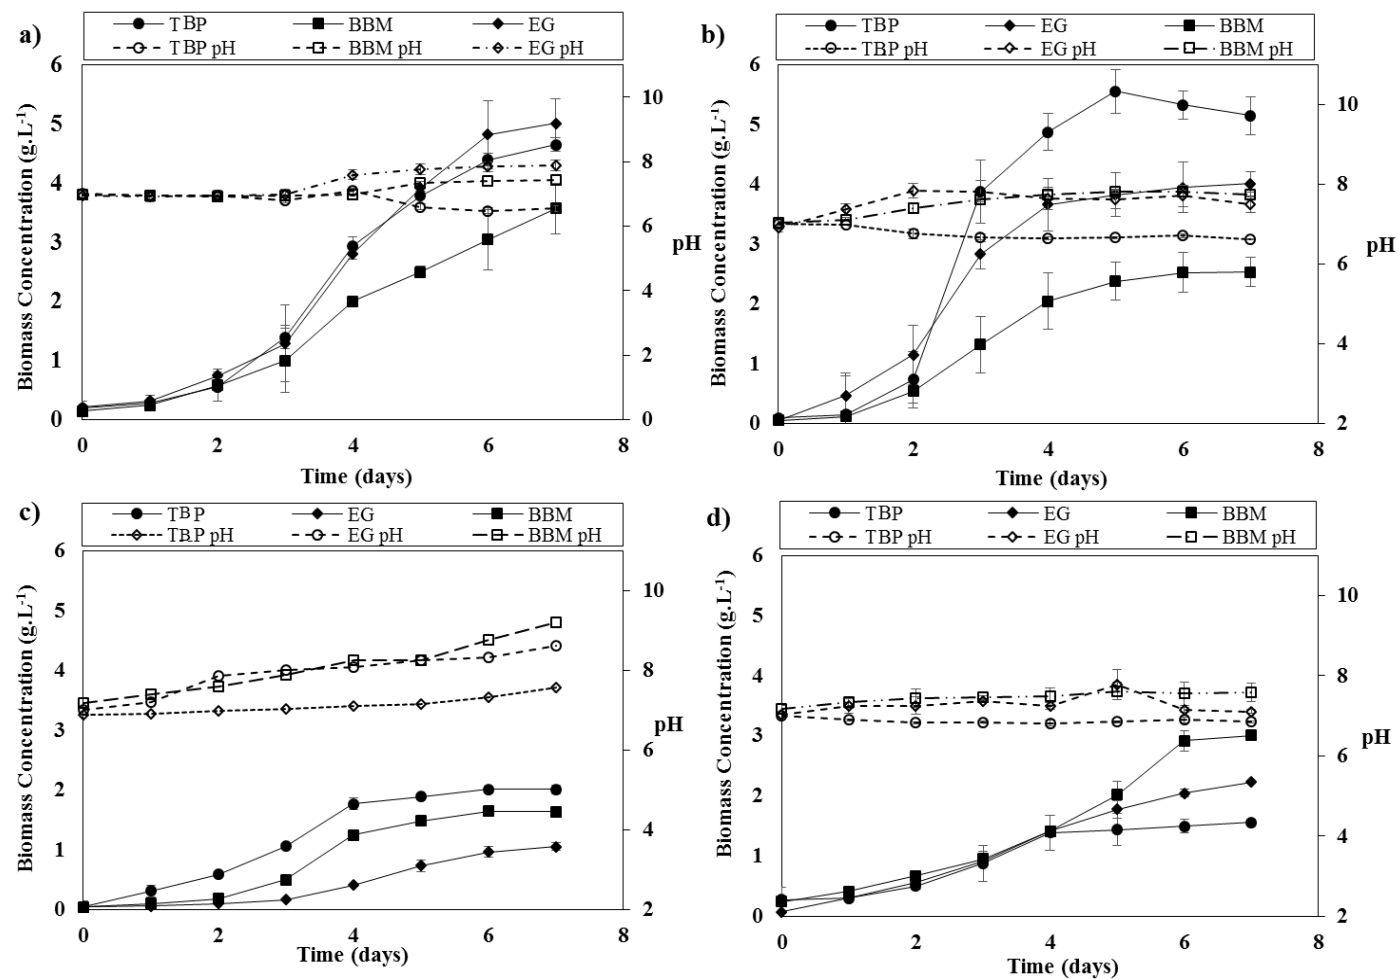 a)
TBP BBM EG
TBP pH BBM pH EG pH
6
5
4
3
2
1
0
10
8
6
4
2
0
0 2 4 6 8
Biomass Concentration (g.L-1)
pH
Time (days)
b)
TBP EG BBM
TBP pH EG pH BBM pH
6
5
4
3
2
1
0
10
8
6
4
2
0 2 4 6 8
Biomass Concentration (g.L-1)
pH
Time (days)
c)
TBP EG BBM
TBP pH EG pH BBM pH
6
5
4
3
2
1
0
10
8
6
4
2
0 2 4 6 8
Biomass Concentration (g.L-1)
pH
Time (days)
d)
TBP EG BBM
TBP pH EG pH BBM pH
6
5
4
3
2
1
0
10
8
6
4
2
0 2 4 6 8
Biomass Concentration (g.L-1)
pH
Time (days)